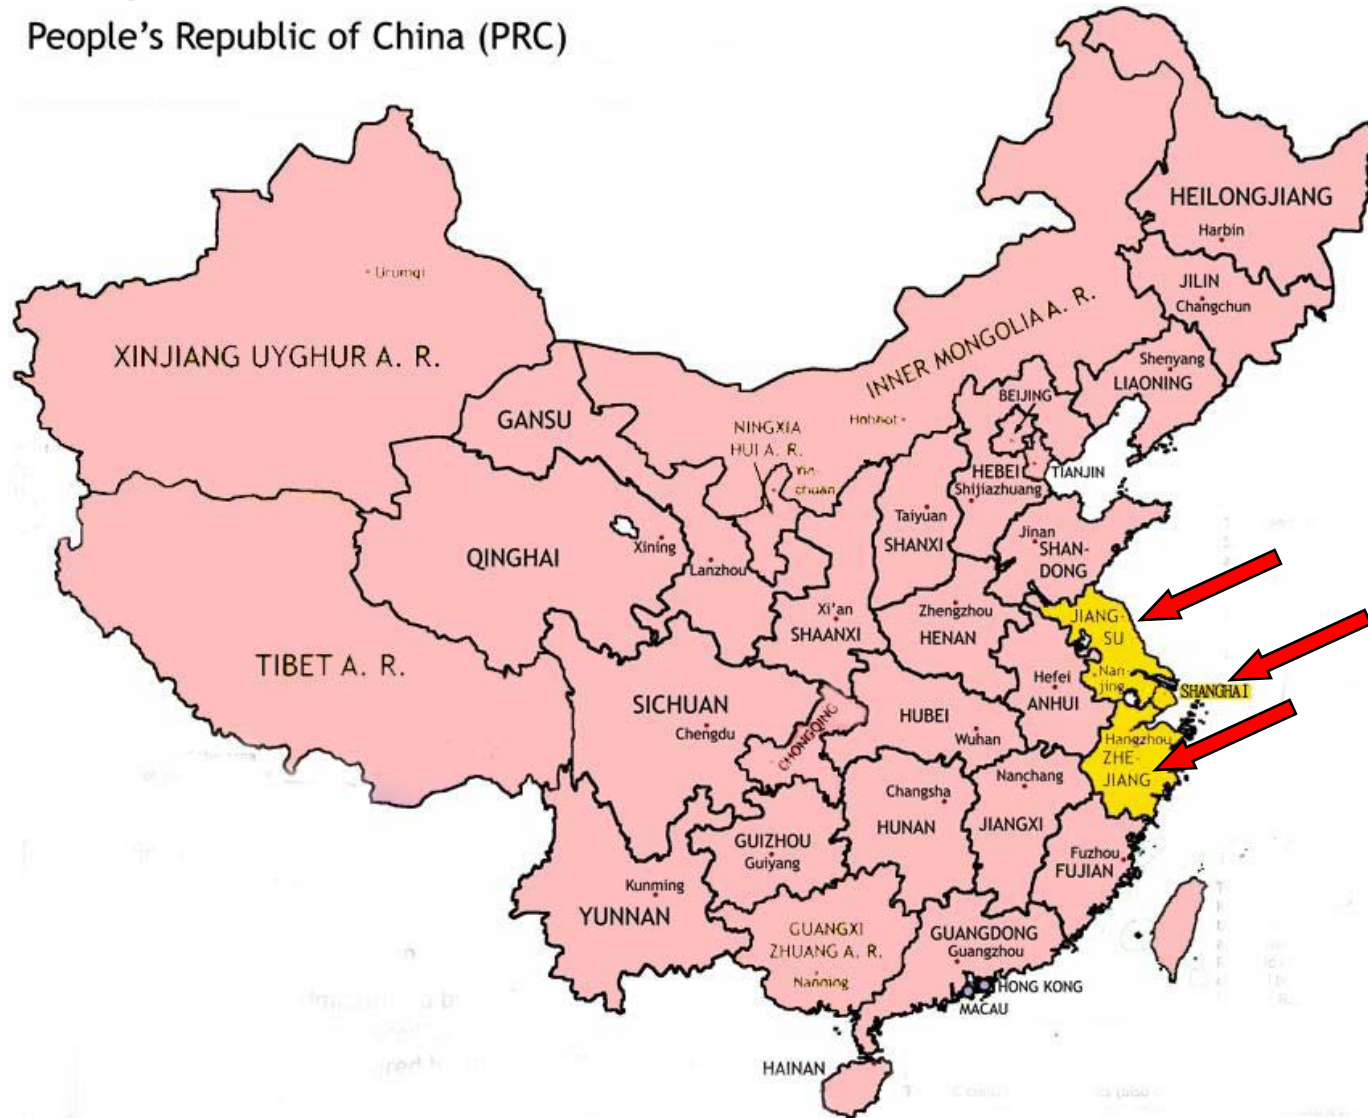 People's Republic of China (PRC)
HEILONGJIANG
Harbin
JILIN
Changchun
Urumqi
INNER MONGOLIA A. R.
XINJIANG UYGHUR A. R.
Shenyang
LIAONING
BEIJING
GANSU
Hohhot
NINGXIA
HUI A. R.
Yin-
chuan
HEBEI
TIANJIN
Shijiazhuang
Taiyuan
SHANXI
Jinan
SHAN-
DONG
QINGHAI
Xining
Lanzhou
Xi'an
SHAANXI
Zhengzhou
HENAN
JIANG-
SU
TIBET A. R.
Nan
jing
SHANGHAI
Hefei
ANHUI
SICHUAN
Chengdu
CHONGQING
HUBEI
Wuhan
Hangzhou
ZHE-
JIANG
Nanchang
JIANGXI
Changsha
HUNAN
GUIZHOU
Guiyang
Fuzhou
FUJIAN
Kunming
YUNNAN
GUANGXI
ZHUANG A. R.
Nanning
GUANGDONG
Guangzhou
HONG KONG
MACAU
HAINAN